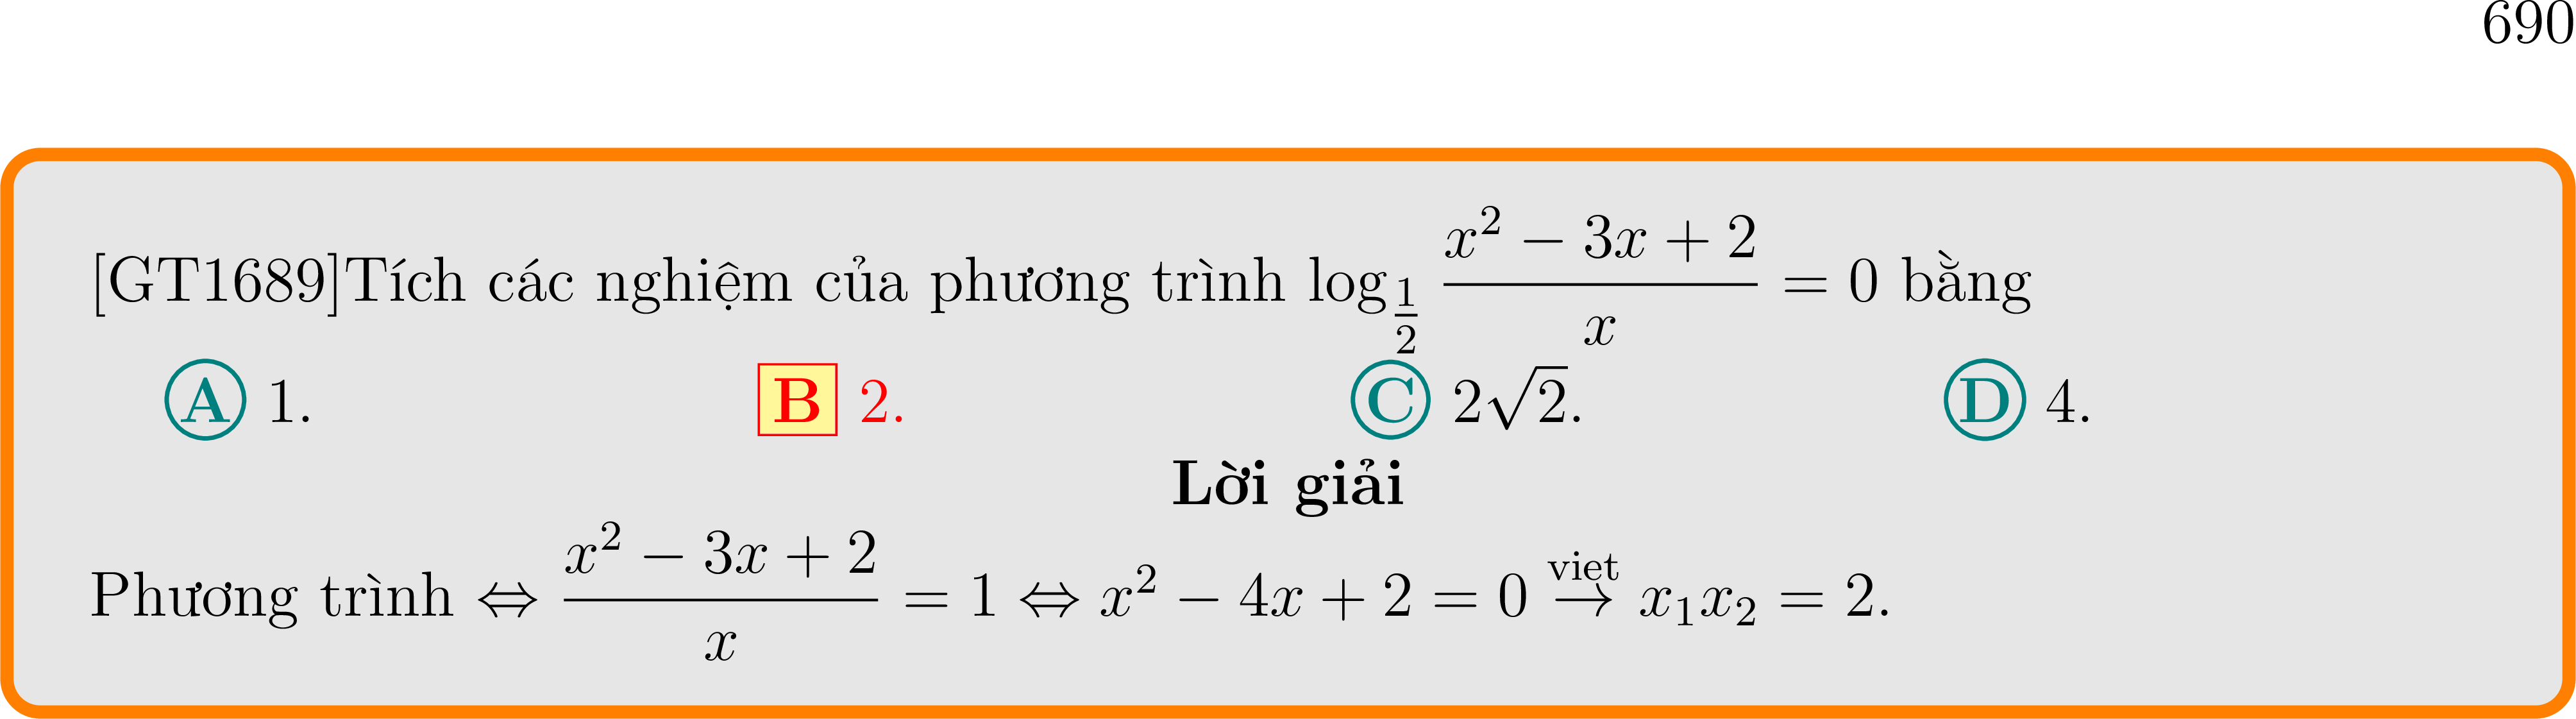 690
[GT1689]Tích các nghiệm của phương trình $\log_{\frac{1}{2}} \frac{x^2 - 3x + 2}{x} = 0$ bằng
A 1. B 2. C $2\sqrt{2}$. D 4.
Lời giải
Phương trình $\Leftrightarrow \frac{x^2 - 3x + 2}{x} = 1 \Leftrightarrow x^2 - 4x + 2 = 0 \overset{\text{viet}}{\rightarrow} x_1x_2 = 2.$